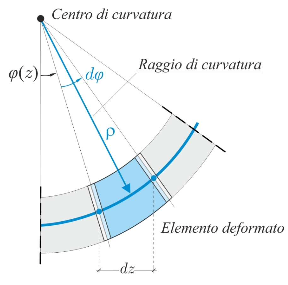 Centro di curvatura
φ(z)
dφ
Raggio di curvatura
ρ
Elemento deformato
dz